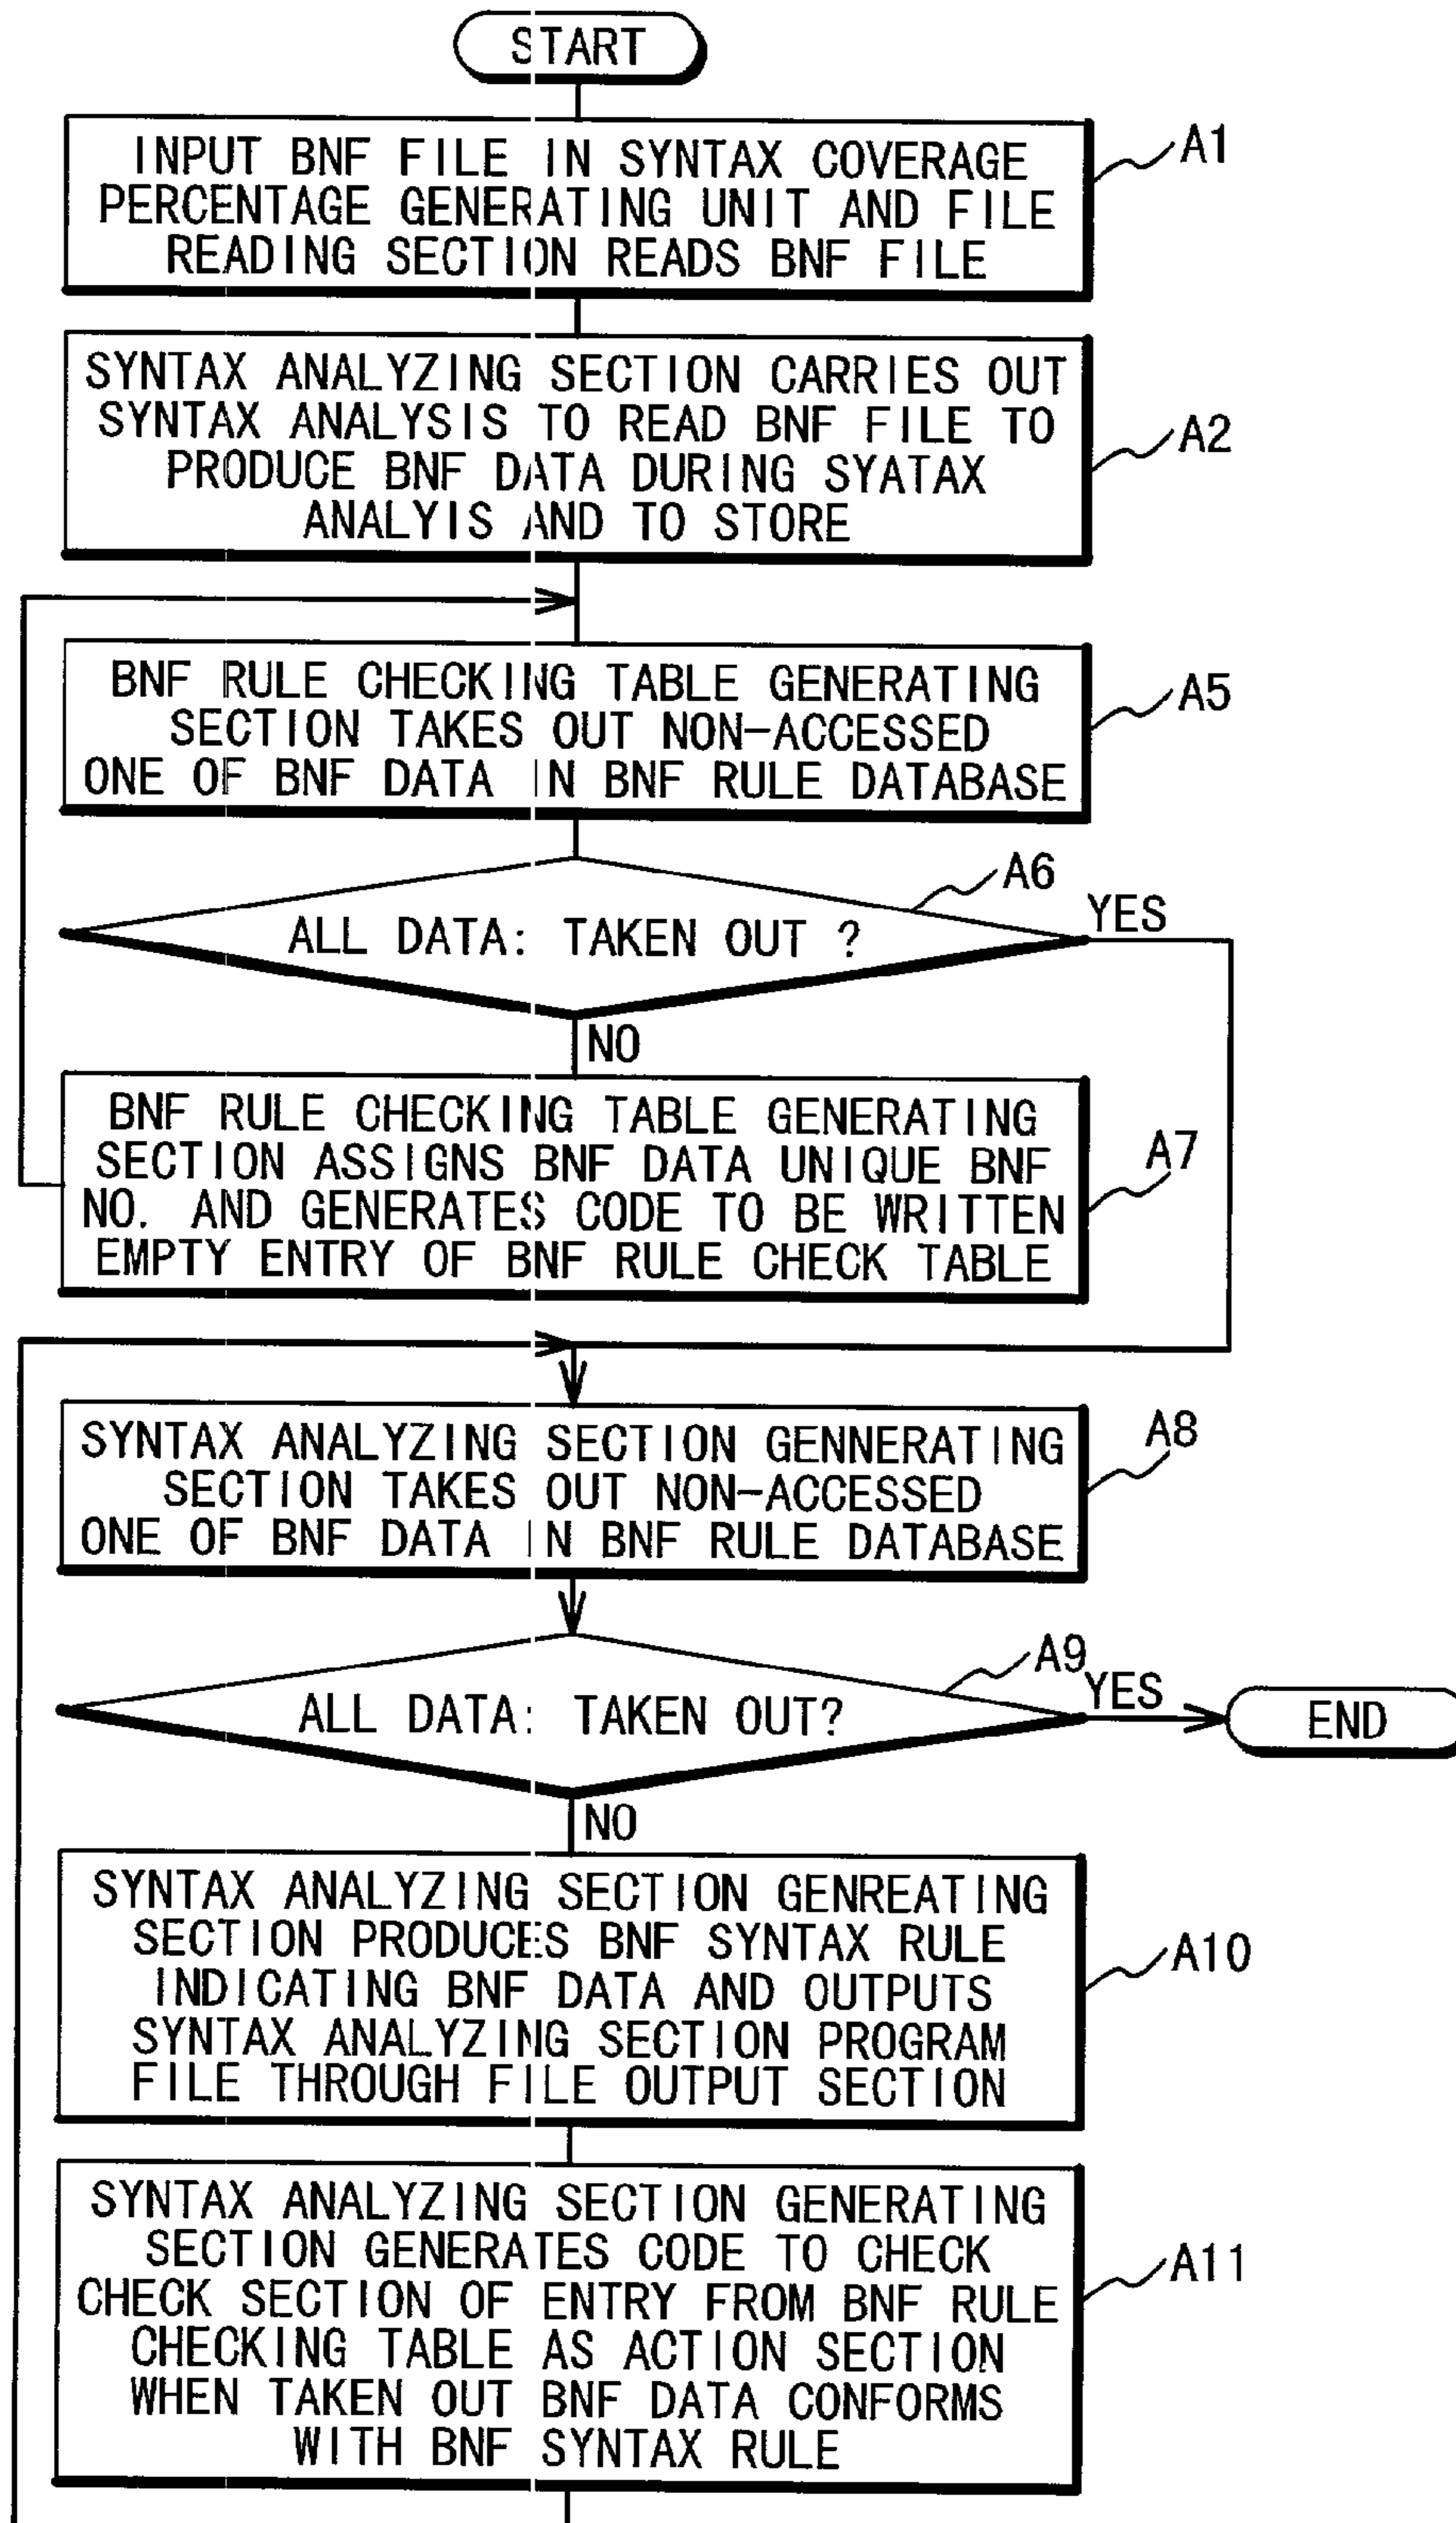 START
INPUT BNF FILE IN SYNTAX COVERAGE
PERCENTAGE GENERATING UNIT AND FILE
READING SECTION READS BNF FILE
A1
SYNTAX ANALYZING SECTION CARRIES OUT
SYNTAX ANALYSIS TO READ BNF FILE TO
PRODUCE BNF DATA DURING SYATAX
ANALYIS AND TO STORE
A2
BNF RULE CHECKING TABLE GENERATING
SECTION TAKES OUT NON-ACCESSED
ONE OF BNF DATA IN BNF RULE DATABASE
A5
ALL DATA: TAKEN OUT ?
A6
YES
NO
BNF RULE CHECKING TABLE GENERATING
SECTION ASSIGNS BNF DATA UNIQUE BNF
NO. AND GENERATES CODE TO BE WRITTEN
EMPTY ENTRY OF BNF RULE CHECK TABLE
A7
SYNTAX ANALYZING SECTION GENNERATING
SECTION TAKES OUT NON-ACCESSED
ONE OF BNF DATA IN BNF RULE DATABASE
A8
ALL DATA: TAKEN OUT?
A9
YES
END
NO
SYNTAX ANALYZING SECTION GENREATING
SECTION PRODUCES BNF SYNTAX RULE
INDICATING BNF DATA AND OUTPUTS
SYNTAX ANALYZING SECTION PROGRAM
FILE THROUGH FILE OUTPUT SECTION
A10
SYNTAX ANALYZING SECTION GENERATING
SECTION GENERATES CODE TO CHECK
CHECK SECTION OF ENTRY FROM BNF RULE
CHECKING TABLE AS ACTION SECTION
WHEN TAKEN OUT BNF DATA CONFORMS
WITH BNF SYNTAX RULE
A11